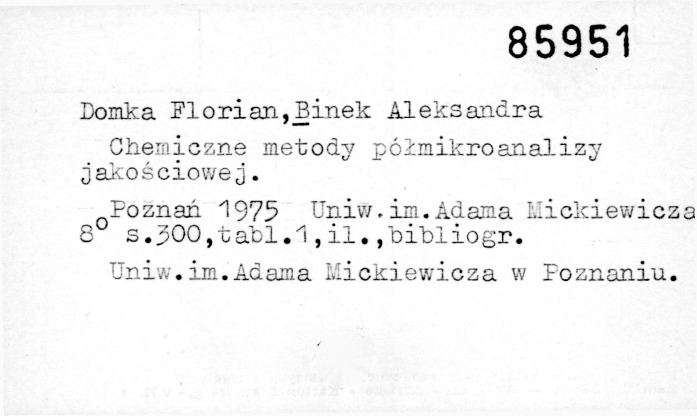 85951
Domka Florian,Binek Aleksandra
Chemiczne metody półmikroanalizy
jakościowej.
Poznań 1975 Uniw.im.Adama Mickiewicza
8° s.300,tabl.1,il.,bibliogr.
Uniw.im.Adama Mickiewicza w Poznaniu.